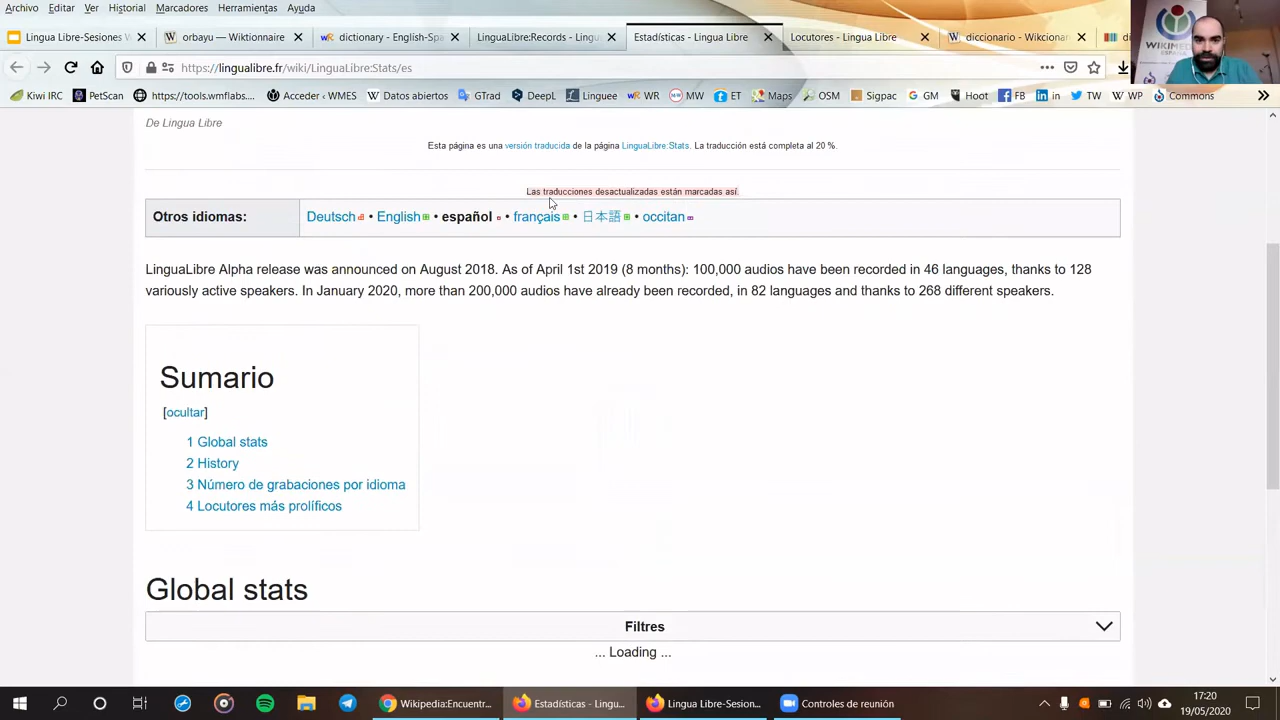 Archivo Editar Ver Historial Marcadores Herramientas Ayuda
Lingua Libre-Sesiones W
orbayu — Wiktionnaire
dictionary - English-Spa
LinguaLibre:Records - Lingu
Estadísticas - Lingua Libre
Locutores - Lingua Libre
diccionario - Wikcionar
https://lingualibre.fr/wiki/LinguaLibre:Stats/es
WIKIMEDIA
ESPAÑA
Kiwi IRC PetScan https://tools.wmflabs... Acceder ‹ WMES Datos abiertos GTrad DeepL Linguee WR MW ET Maps OSM Sigpac GM Hoot FB in TW WP Commons
De Lingua Libre
Esta página es una versión traducida de la página LinguaLibre:Stats. La traducción está completa al 20 %.
Las traducciones desactualizadas están marcadas así.
Otros idiomas: Deutsch • English • español • français • 日本語 • occitan
LinguaLibre Alpha release was announced on August 2018. As of April 1st 2019 (8 months): 100,000 audios have been recorded in 46 languages, thanks to 128
variously active speakers. In January 2020, more than 200,000 audios have already been recorded, in 82 languages and thanks to 268 different speakers.
Sumario
[ocultar]
1 Global stats
2 History
3 Número de grabaciones por idioma
4 Locutores más prolíficos
Global stats
Filtres
... Loading ...
Wikipedia:Encuentr...
Estadísticas - Lingu...
Lingua Libre-Sesion...
Controles de reunión
17:20
19/05/2020